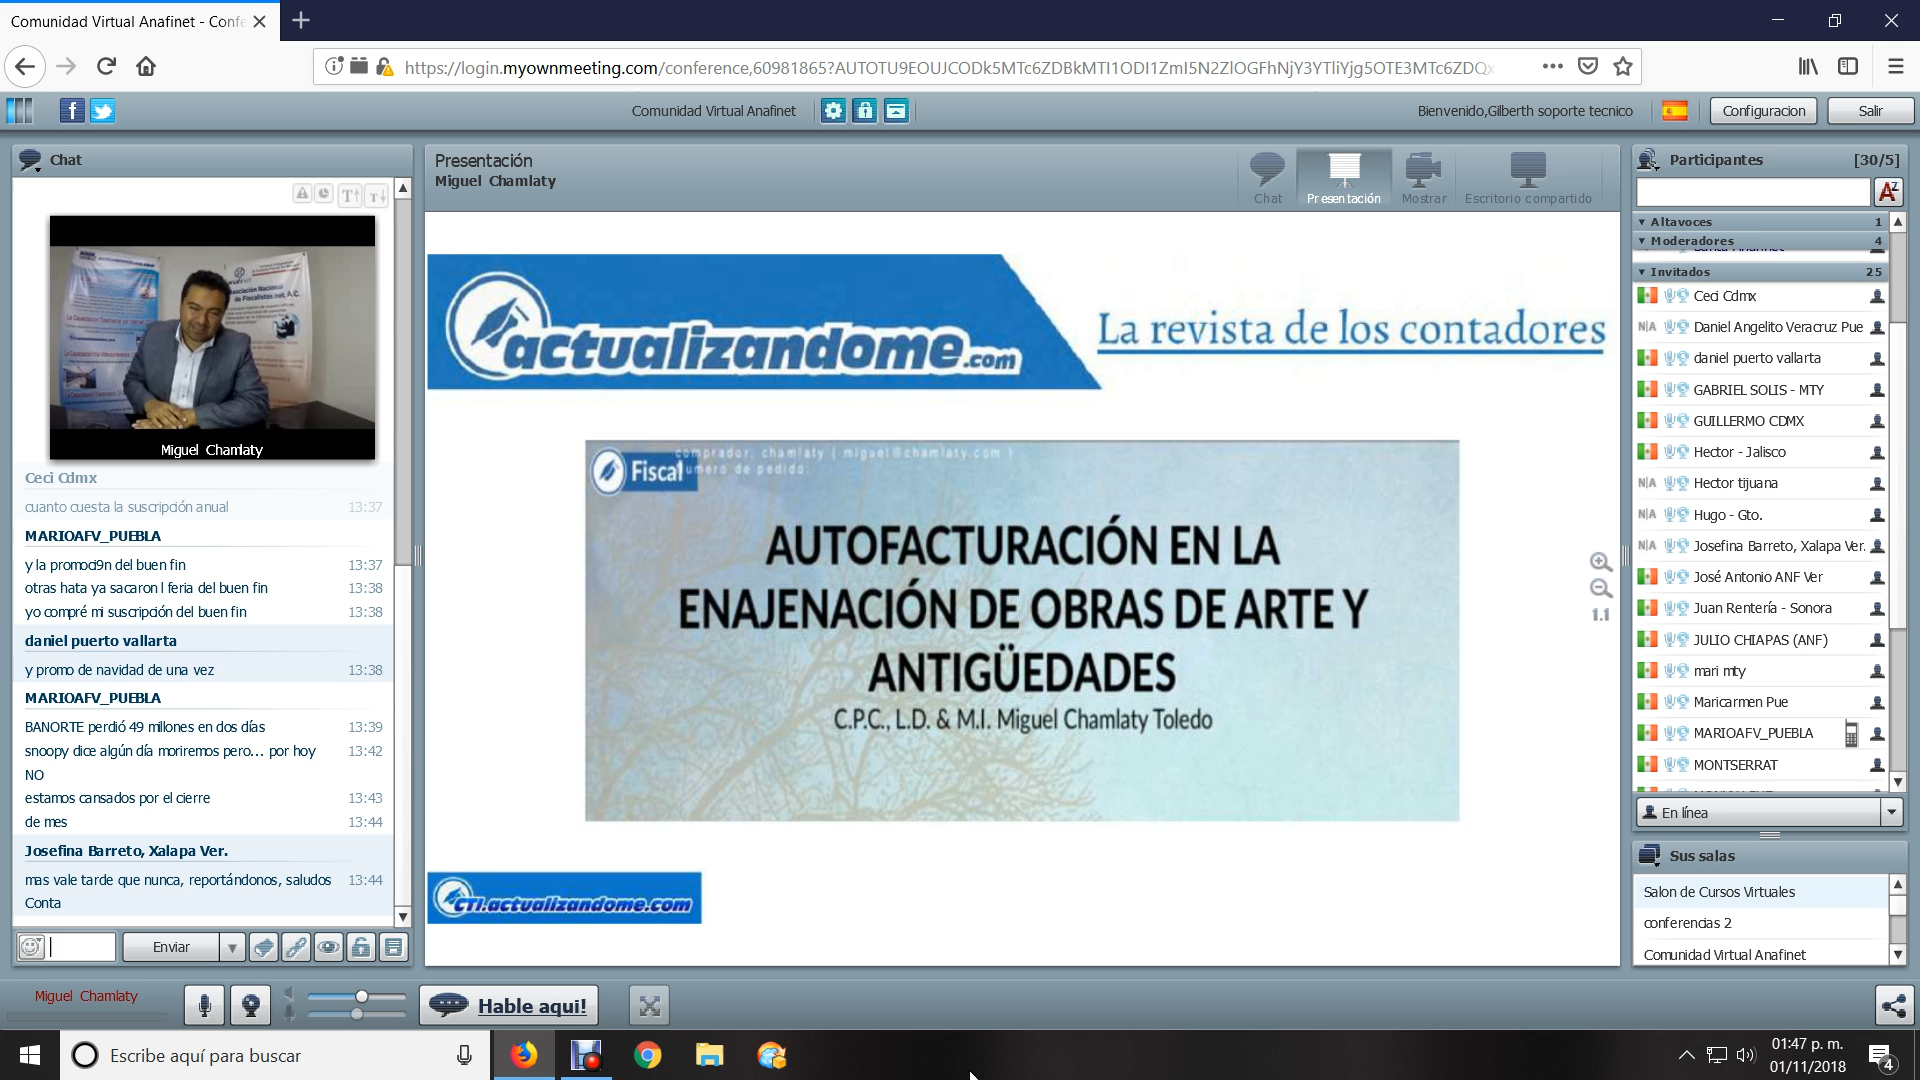 Comunidad Virtual Anafinet - Confe
https://login.myownmeeting.com/conference,60981865?AUTOTU9EOUJCODk5MTc6ZDBkMTI1ODI1ZmI5N2ZlOGFhNjY3YTliYjg5OTE3MTc6ZDQx
Comunidad Virtual Anafinet
Bienvenido,Gilberth soporte tecnico
Configuracion
Salir
Chat
Miguel Chamlaty
Ceci Cdmx
cuanto cuesta la suscripción anual 13:37
MARIOAFV_PUEBLA
y la promoci9n del buen fin 13:37
otras hata ya sacaron l feria del buen fin 13:38
yo compré mi suscripción del buen fin 13:38
daniel puerto vallarta
y promo de navidad de una vez 13:38
MARIOAFV_PUEBLA
BANORTE perdió 49 millones en dos días 13:39
snoopy dice algún día moriremos pero... por hoy 13:42
NO
estamos cansados por el cierre 13:43
de mes 13:44
Josefina Barreto, Xalapa Ver.
mas vale tarde que nunca, reportándonos, saludos 13:44
Conta
Enviar
Presentación
Miguel Chamlaty
Chat
Presentación
Mostrar
Escritorio compartido
actualizandome.com
La revista de los contadores
comprador: chamlaty ( miguel@chamlaty.com )
numero de pedido:
Fiscal
AUTOFACTURACIÓN EN LA
ENAJENACIÓN DE OBRAS DE ARTE Y
ANTIGÜEDADES
C.P.C., L.D. & M.I. Miguel Chamlaty Toledo
CTI.actualizandome.com
1.1
Participantes [30/5]
Altavoces 1
Moderadores 4
Invitados 25
Ceci Cdmx
N|A Daniel Angelito Veracruz Pue
daniel puerto vallarta
GABRIEL SOLIS - MTY
GUILLERMO CDMX
Hector - Jalisco
N|A Hector tijuana
N|A Hugo - Gto.
N|A Josefina Barreto, Xalapa Ver.
José Antonio ANF Ver
Juan Rentería - Sonora
JULIO CHIAPAS (ANF)
mari mty
Maricarmen Pue
MARIOAFV_PUEBLA
MONTSERRAT
En línea
Sus salas
Salon de Cursos Virtuales
conferencias 2
Comunidad Virtual Anafinet
Miguel Chamlaty
Hable aqui!
Escribe aquí para buscar
01:47 p. m.
01/11/2018
4